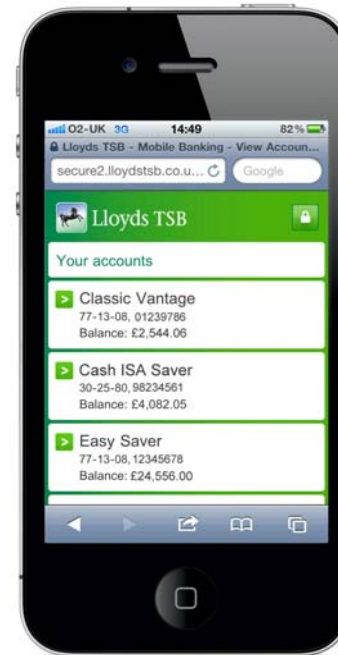 O2-UK 3G 14:49 82%
Lloyds TSB - Mobile Banking - View Accoun...
secure2.lloydstsb.co.u... Google
Lloyds TSB
Your accounts
Classic Vantage
77-13-08, 01239786
Balance: £2,544.06
Cash ISA Saver
30-25-80, 98234561
Balance: £4,082.05
Easy Saver
77-13-08, 12345678
Balance: £24,556.00